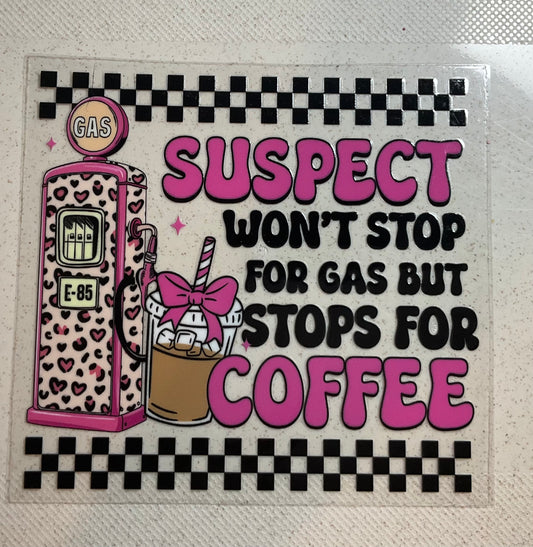 GAS
SUSPECT
WON'T STOP
FOR GAS BUT
E-85
STOPS FOR
COFFEE